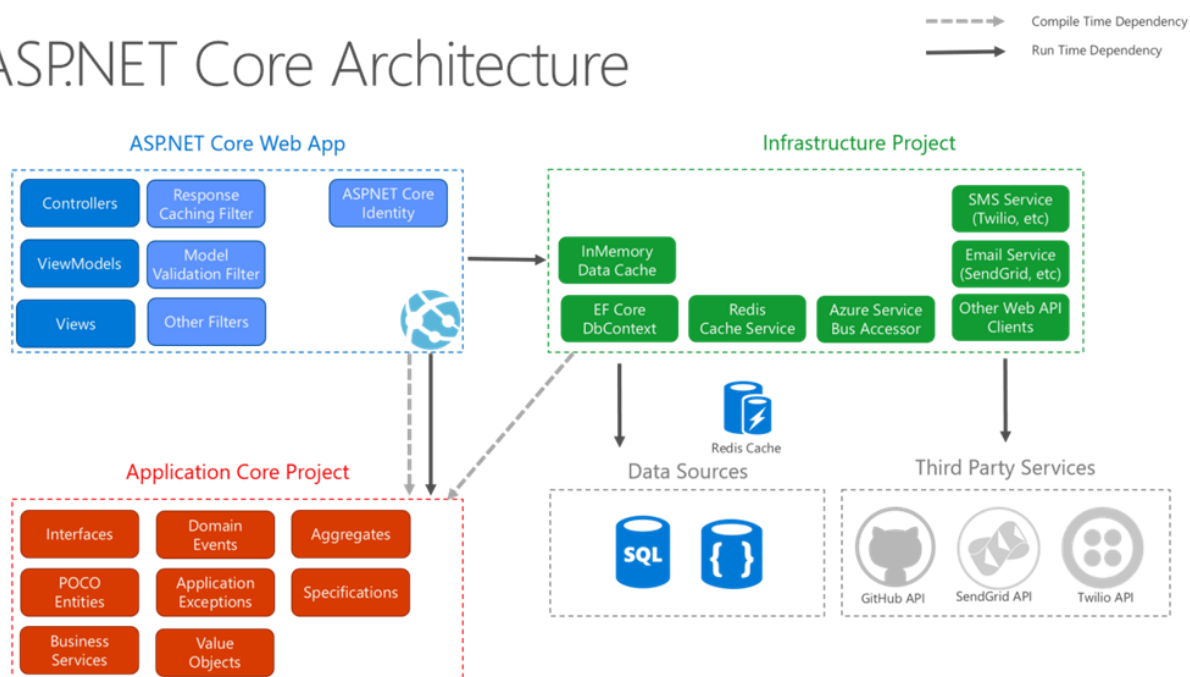 Compile Time Dependency
Run Time Dependency
ASP.NET Core Architecture
ASP.NET Core Web App
Controllers
Response
Caching Filter
ASP.NET Core
Identity
ViewModels
Model
Validation Filter
Views
Other Filters
Infrastructure Project
SMS Service
(Twilio, etc)
InMemory
Data Cache
Email Service
(SendGrid, etc)
EF Core
DbContext
Redis
Cache Service
Azure Service
Bus Accessor
Other Web API
Clients
Redis Cache
Application Core Project
Interfaces
Domain
Events
Aggregates
POCO
Entities
Application
Exceptions
Specifications
Business
Services
Value
Objects
Data Sources
SQL
{ }
Third Party Services
GitHub API
SendGrid API
Twilio API